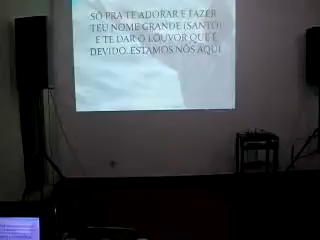 SÓ PRA TE ADORAR E FAZER
TEU NOME GRANDE (SANTO)
E TE DAR O LOUVOR QUE É
DEVIDO. ESTAMOS NÓS AQUI